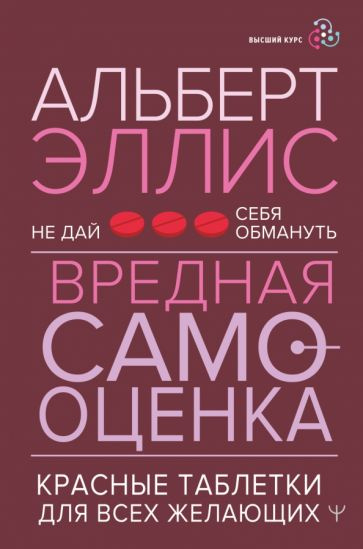 ВЫСШИЙ КУРС
АЛЬБЕРТ
ЭЛЛИС
НЕ ДАЙ СЕБЯ
ОБМАНУТЬ
ВРЕДНАЯ
САМО
ОЦЕНКА
КРАСНЫЕ ТАБЛЕТКИ
ДЛЯ ВСЕХ ЖЕЛАЮЩИХ Ψ